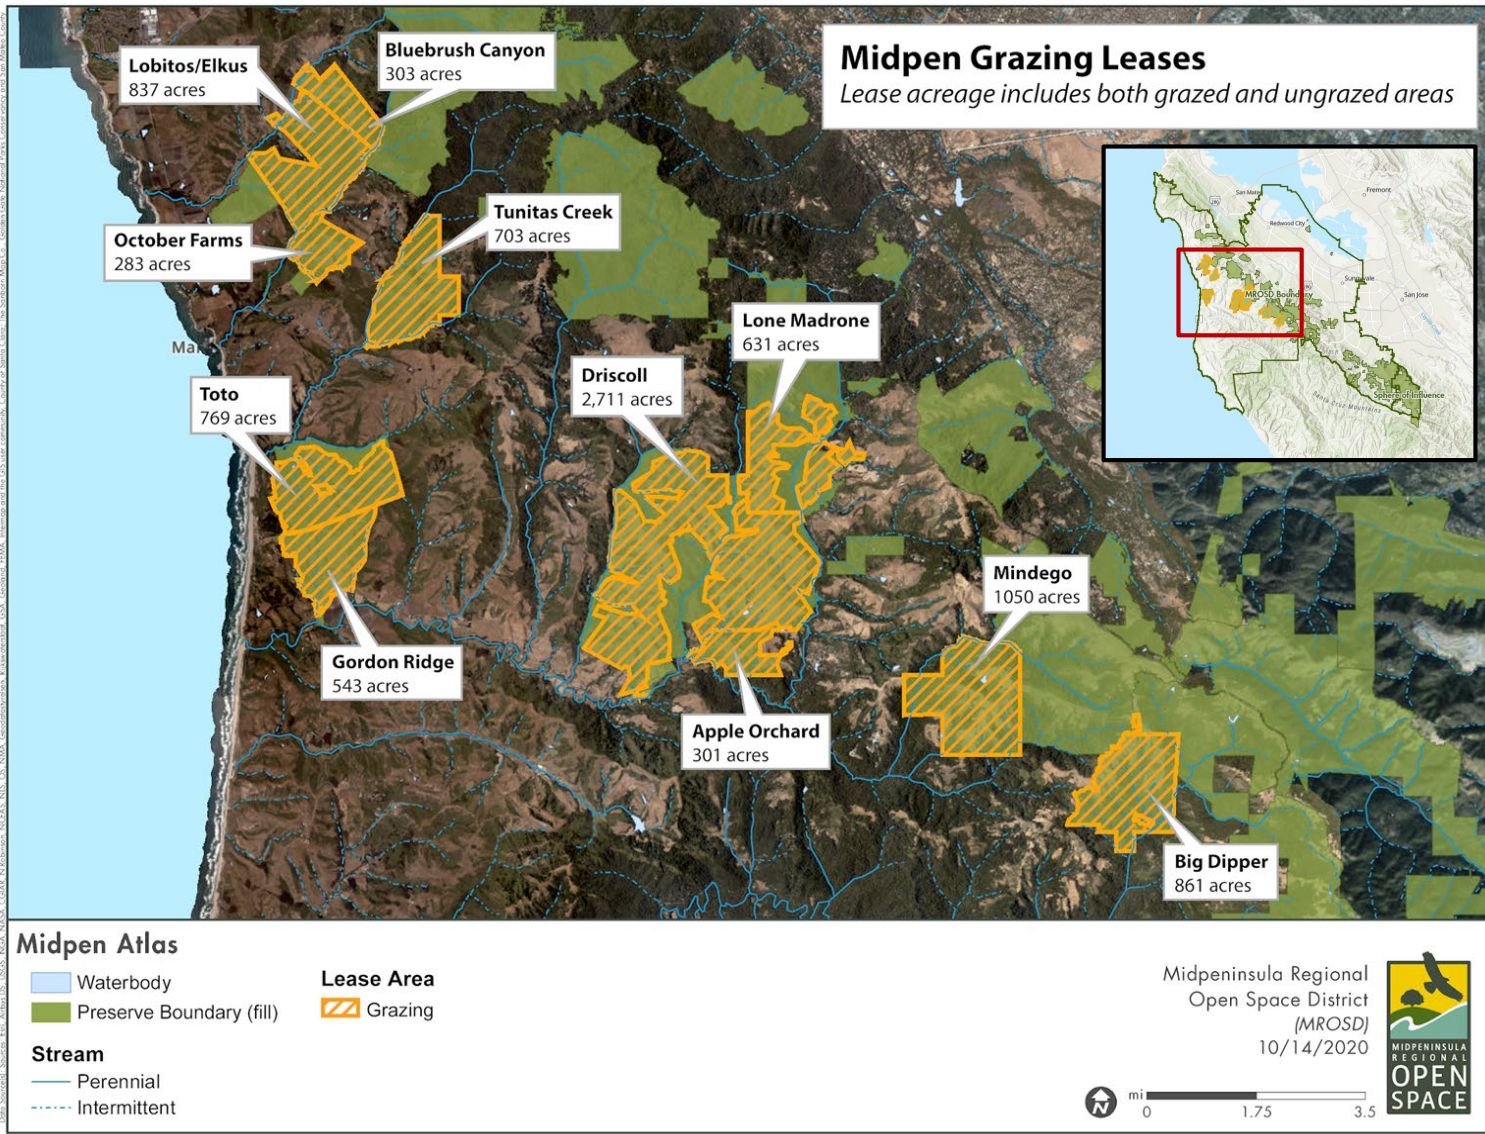 Midpen Grazing Leases
Lease acreage includes both grazed and ungrazed areas
Lobitos/Elkus
837 acres
Bluebrush Canyon
303 acres
October Farms
283 acres
Tunitas Creek
703 acres
Lone Madrone
631 acres
Driscoll
2,711 acres
Toto
769 acres
Mindego
1050 acres
Gordon Ridge
543 acres
Apple Orchard
301 acres
Big Dipper
861 acres
San Mate
Redwood City
Fremont
Sunnyvale
San Jose
MROSD Boundary
Sphere of Influence
Santa Cruz Mountains
280
Midpen Atlas
Waterbody
Preserve Boundary (fill)
Stream
Perennial
Intermittent
Lease Area
Grazing
Midpeninsula Regional
Open Space District
(MROSD)
10/14/2020
N
mi
0 1.75 3.5
MIDPENINSULA
REGIONAL
OPEN
SPACE